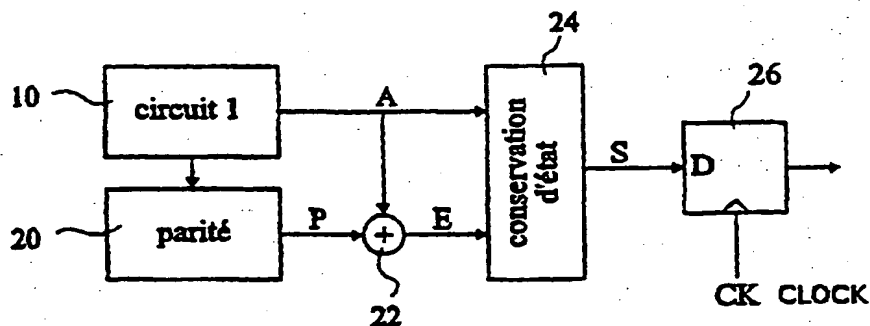 24
10
circuit 1
A
26
conservation
d'état
S
D
20
parité
P
+
E
22
CK CLOCK